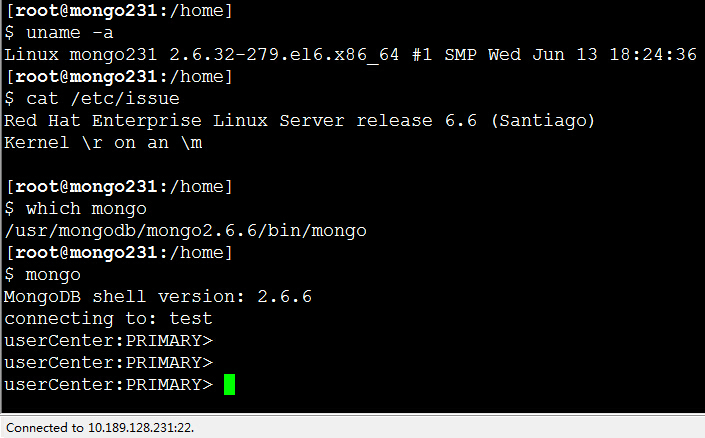 [root@mongo231:/home]
$ uname -a
Linux mongo231 2.6.32-279.el6.x86_64 #1 SMP Wed Jun 13 18:24:36
[root@mongo231:/home]
$ cat /etc/issue
Red Hat Enterprise Linux Server release 6.6 (Santiago)
Kernel \r on an \m
[root@mongo231:/home]
$ which mongo
/usr/mongodb/mongo2.6.6/bin/mongo
[root@mongo231:/home]
$ mongo
MongoDB shell version: 2.6.6
connecting to: test
userCenter:PRIMARY>
userCenter:PRIMARY>
userCenter:PRIMARY>
Connected to 10.189.128.231:22.